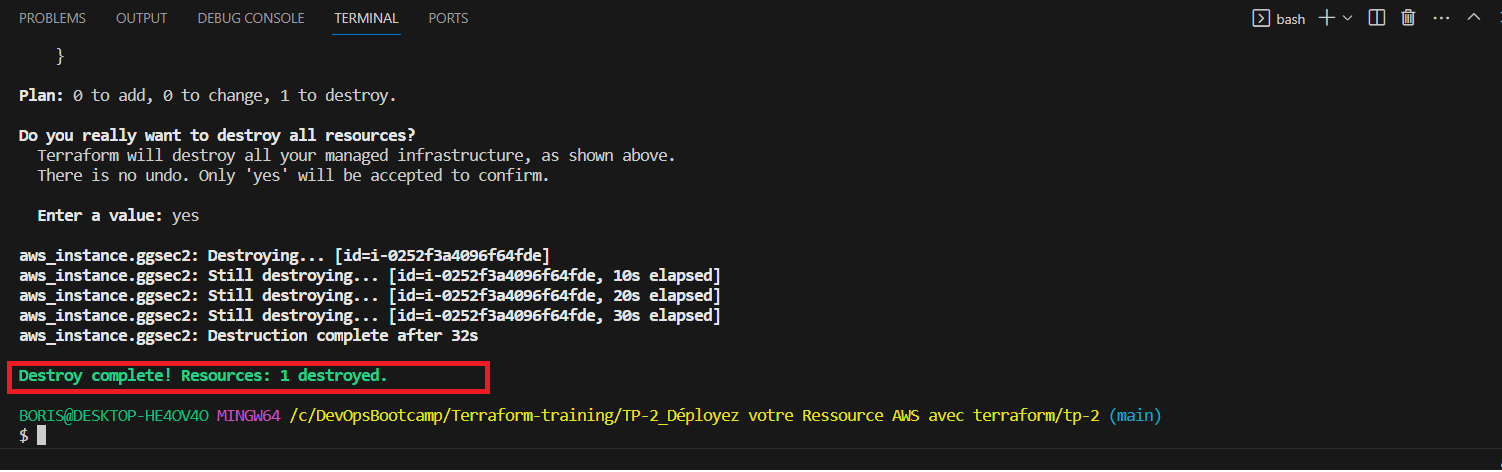 PROBLEMS OUTPUT DEBUG CONSOLE TERMINAL PORTS bash
}
Plan: 0 to add, 0 to change, 1 to destroy.
Do you really want to destroy all resources?
Terraform will destroy all your managed infrastructure, as shown above.
There is no undo. Only 'yes' will be accepted to confirm.
Enter a value: yes
aws_instance.ggsec2: Destroying... [id=i-0252f3a4096f64fde]
aws_instance.ggsec2: Still destroying... [id=i-0252f3a4096f64fde, 10s elapsed]
aws_instance.ggsec2: Still destroying... [id=i-0252f3a4096f64fde, 20s elapsed]
aws_instance.ggsec2: Still destroying... [id=i-0252f3a4096f64fde, 30s elapsed]
aws_instance.ggsec2: Destruction complete after 32s
Destroy complete! Resources: 1 destroyed.
BORIS@DESKTOP-HE4OV4O MINGW64 /c/DevOpsBootcamp/Terraform-training/TP-2_Déployez votre Ressource AWS avec terraform/tp-2 (main)
$